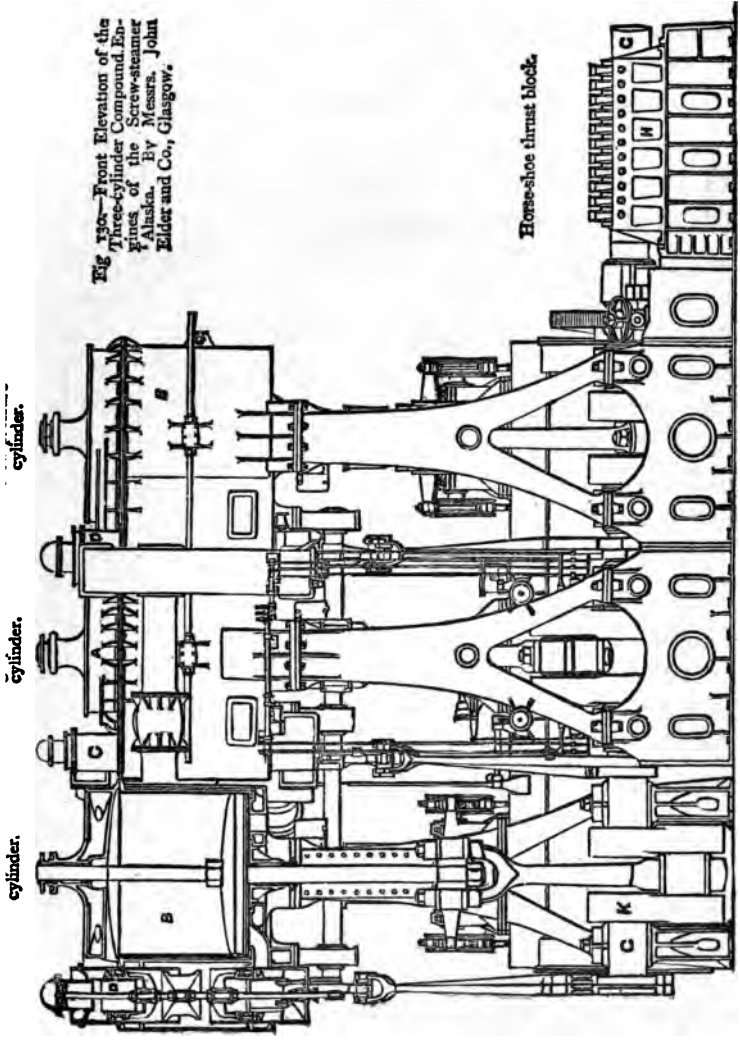 Fig 130.—Front Elevation of the
Three-cylinder Compound En-
gines of the Screw-steamer
Alaska. By Messrs. John
Elder and Co., Glasgow.
Horse-shoe thrust block.
cylinder.
cylinder.
cylinder.
D
A
B
C
B
D
G
H
G
K